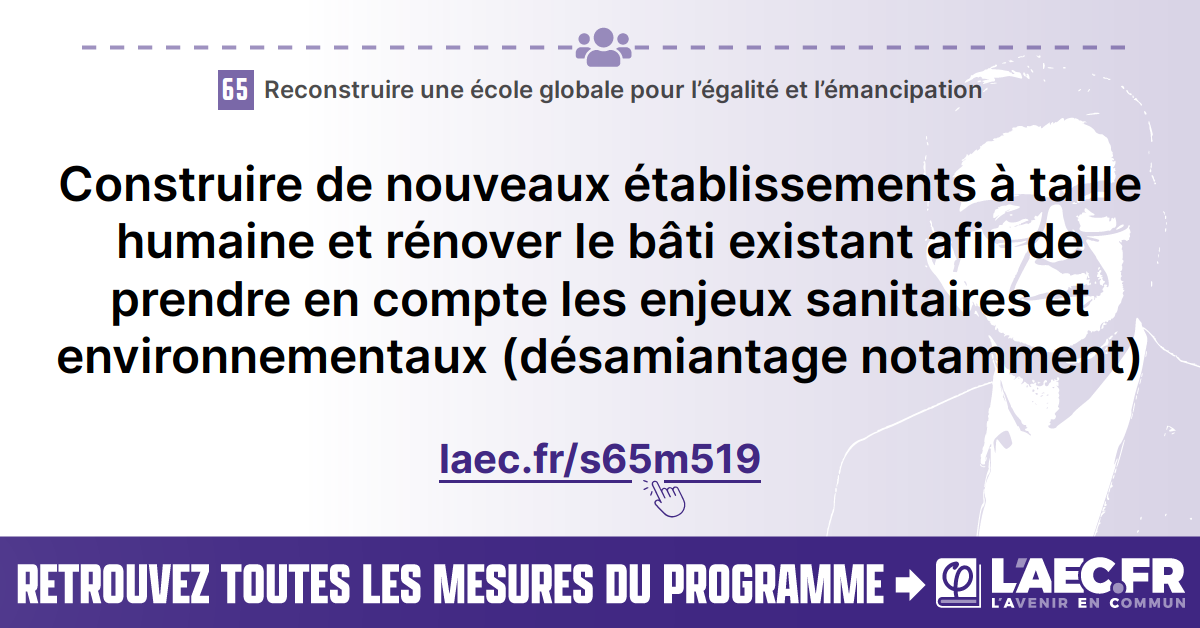 65 Reconstruire une école globale pour l’égalité et l’émancipation
Construire de nouveaux établissements à taille
humaine et rénover le bâti existant afin de
prendre en compte les enjeux sanitaires et
environnementaux (désamiantage notamment)
laec.fr/s65m519
RETROUVEZ TOUTES LES MESURES DU PROGRAMME
L'AEC.FR
L'AVENIR EN COMMUN